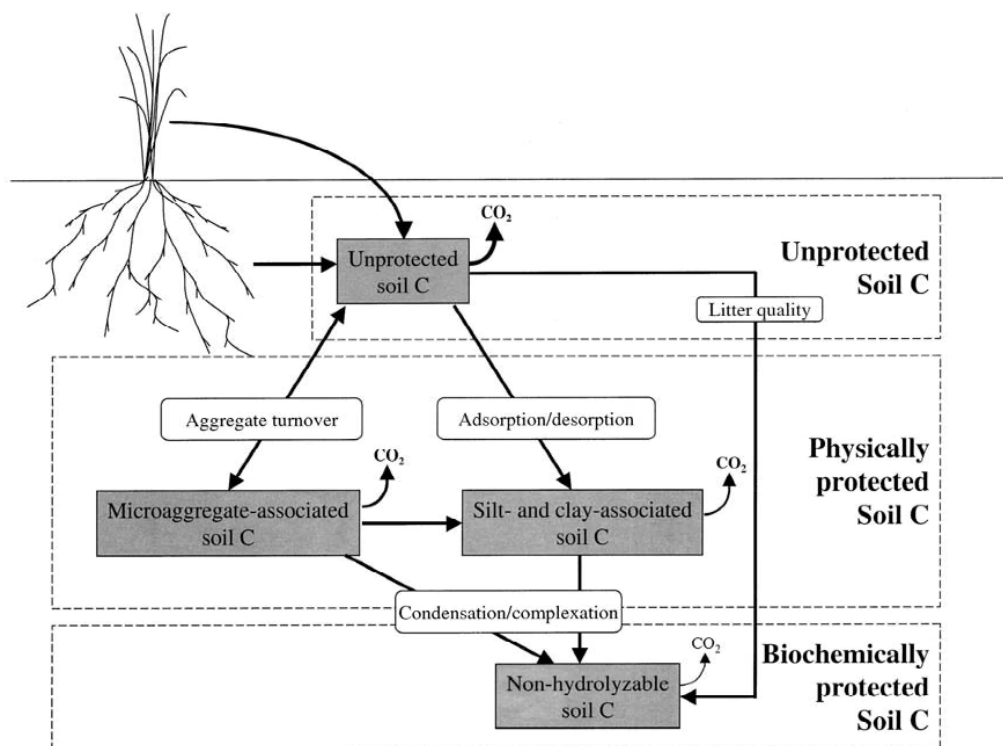 CO2
Unprotected
soil C
Unprotected
Soil C
Litter quality
Aggregate turnover
Adsorption/desorption
CO2
CO2
Physically
protected
Soil C
Microaggregate-associated
soil C
Silt- and clay-associated
soil C
Condensation/complexation
CO2
Non-hydrolyzable
soil C
Biochemically
protected
Soil C